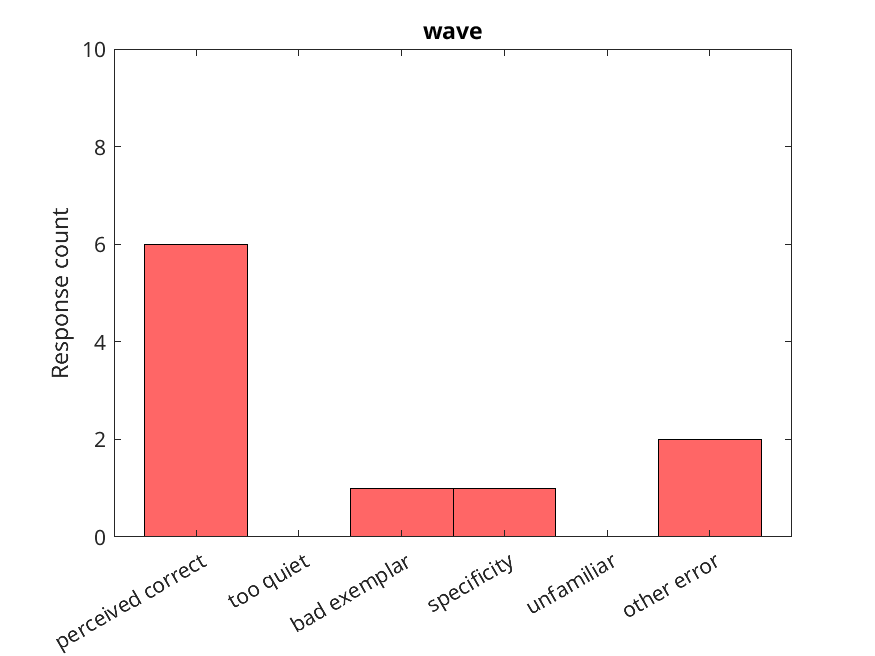 wave
10
8
6
4
2
0
Response count
perceived correct
too quiet
bad exemplar
specificity
unfamiliar
other error